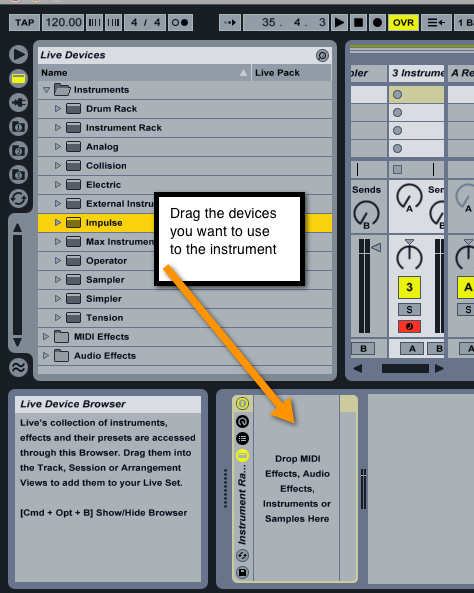 TAP 120.00 4 / 4 35 . 4 . 3 OVR 1 B
Live Devices
Name Live Pack
Instruments
Drum Rack
Instrument Rack
Analog
Collision
Electric
External Instru
Impulse
Max Instrumen
Operator
Sampler
Simpler
Tension
MIDI Effects
Audio Effects
Drag the devices
you want to use
to the instrument
pler 3 Instrume A Re
Sends Sen
B A B A
3 A
S S
B A B A
Live Device Browser
Live's collection of instruments,
effects and their presets are accessed
through this Browser. Drag them into
the Track, Session or Arrangement
Views to add them to your Live Set.
[Cmd + Opt + B] Show/Hide Browser
Instrument Ra...
Drop MIDI
Effects, Audio
Effects,
Instruments or
Samples Here